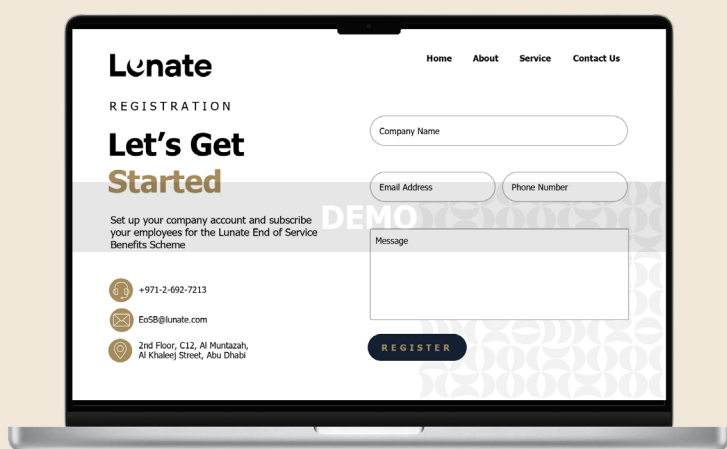 Lunate
Home About Service Contact Us
REGISTRATION
Let's Get
Started
Set up your company account and subscribe
your employees for the Lunate End of Service
Benefits Scheme
+971-2-692-7213
EoSB@lunate.com
2nd Floor, C12, Al Muntazah,
Al Khaleej Street, Abu Dhabi
Company Name
Email Address
Phone Number
DEMO
Message
REGISTER